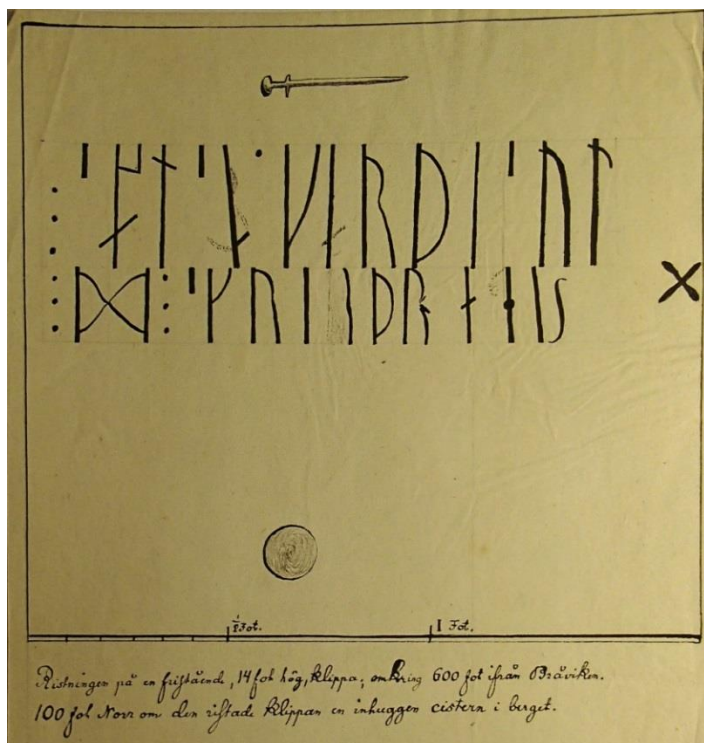 ᚴᛅᚱᚦᛁᛌᚢᛚ
ᛞ
½ Fot. 1 Fot.
Ristningen på en fristående, 14 fot hög, klippa; omkring 600 fot ifrån Bråviken.
100 fot Norr om den ristade klippan en inhuggen cistern i berget.